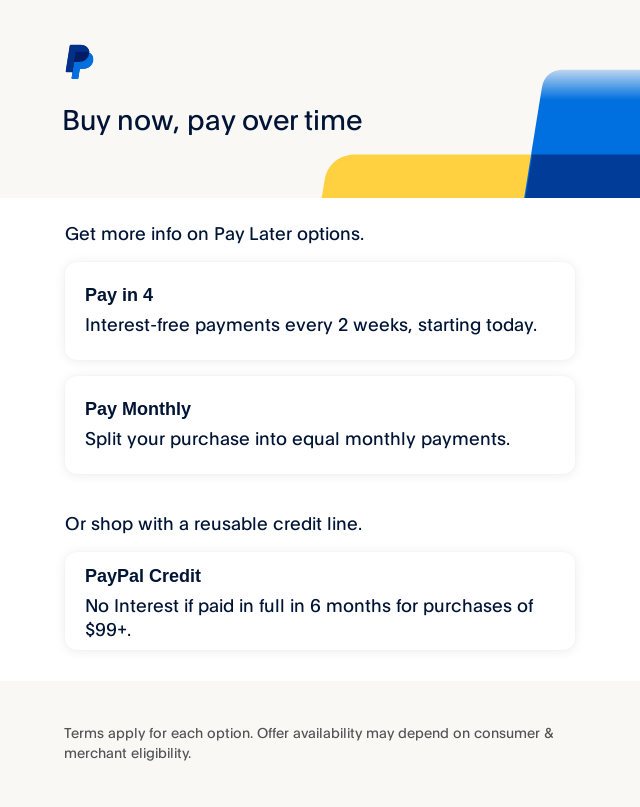 Buy now, pay over time
Get more info on Pay Later options.
Pay in 4
Interest-free payments every 2 weeks, starting today.
Pay Monthly
Split your purchase into equal monthly payments.
Or shop with a reusable credit line.
PayPal Credit
No Interest if paid in full in 6 months for purchases of
$99+.
Terms apply for each option. Offer availability may depend on consumer &
merchant eligibility.